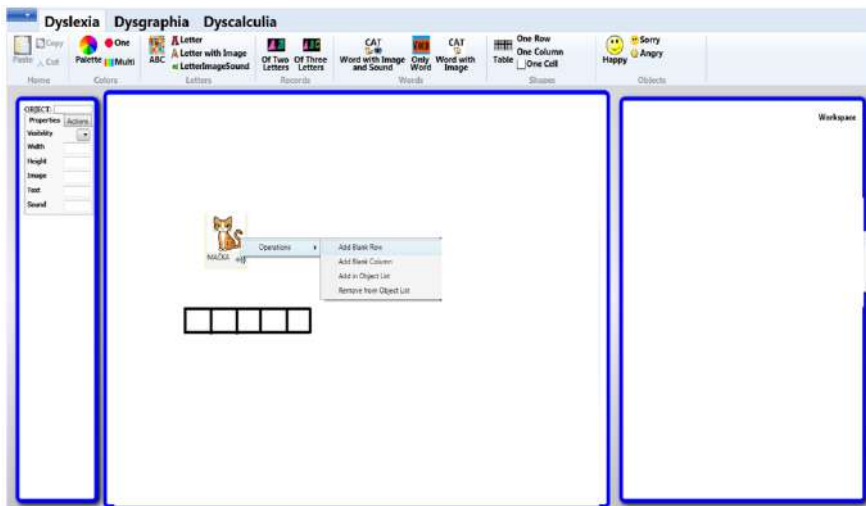 Dyslexia Dysgraphia Dyscalculia
Paste
Copy
Cut
Home
Palette
One
Multi
Colors
ABC
Letter
Letter with Image
LetterImageSound
Letters
Of Two Letters
Of Three Letters
Records
CAT
Word with Image and Sound
Only Word
CAT
Word with Image
Words
Table
One Row
One Column
One Cell
Shapes
Happy
Sorry
Angry
Objects
OBJECT:
Properties Actions
Visibility
Width
Height
Image
Text
Sound
MAČKA
Operations
Add Blank Row
Add Blank Column
Add in Object List
Remove from Object List
Workspace